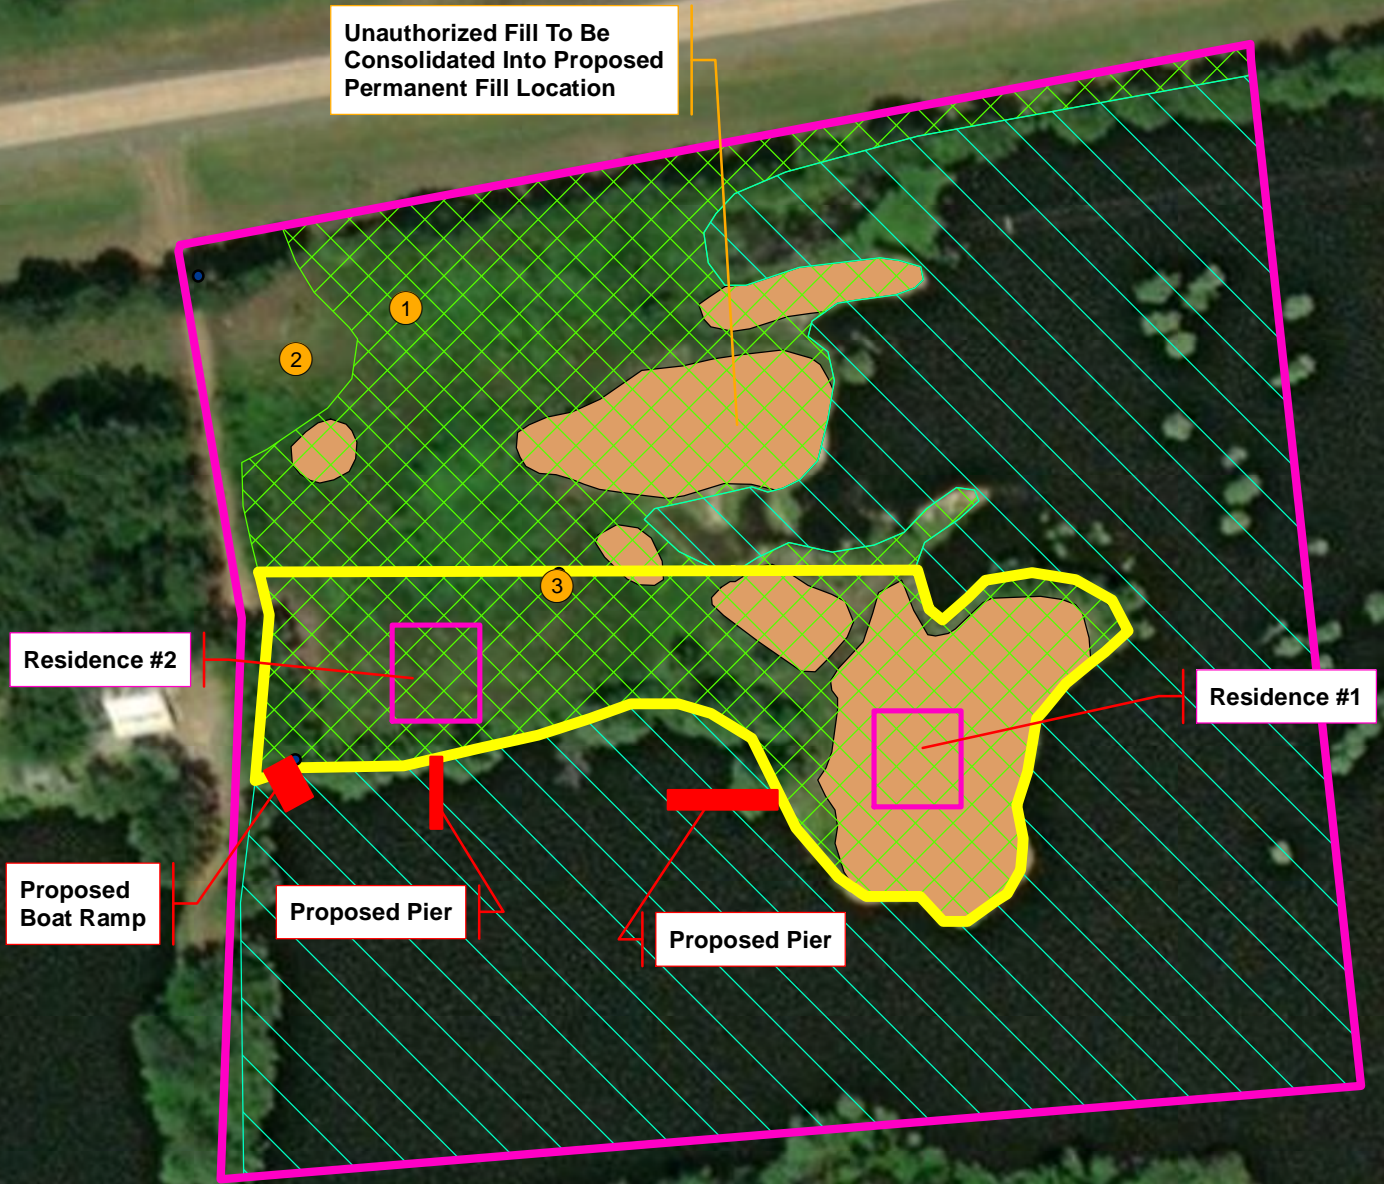 Unauthorized Fill To Be
Consolidated Into Proposed
Permanent Fill Location
1
2
3
Residence #2
Residence #1
Proposed
Boat Ramp
Proposed Pier
Proposed Pier